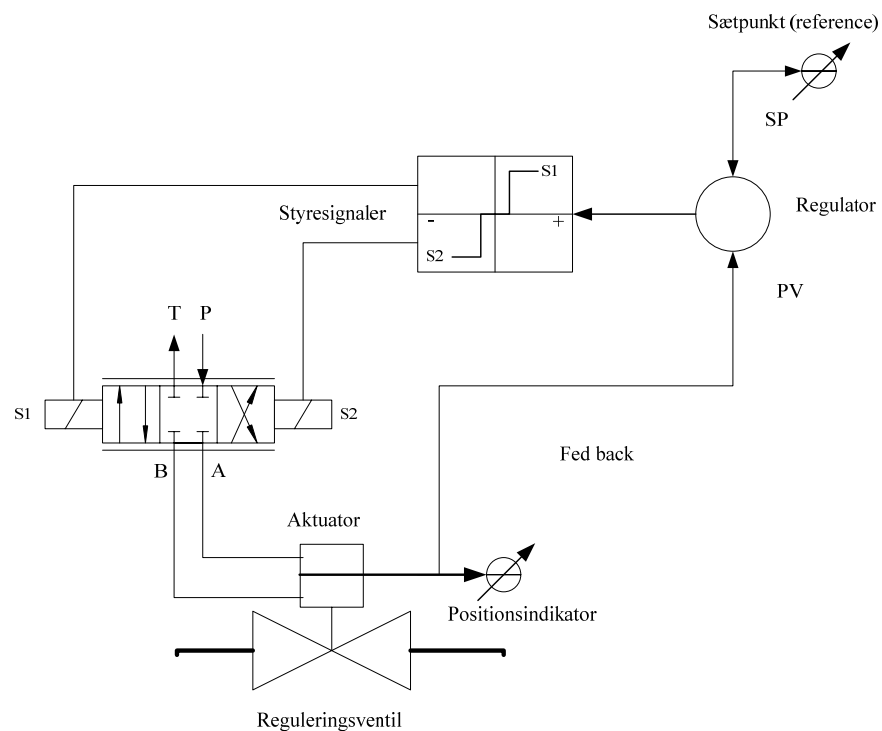 Sætpunkt (reference)
SP
S1
Styresignaler
Regulator
- +
S2
PV
T P
S1 S2
B A
Fed back
Aktuator
Positionsindikator
Reguleringsventil